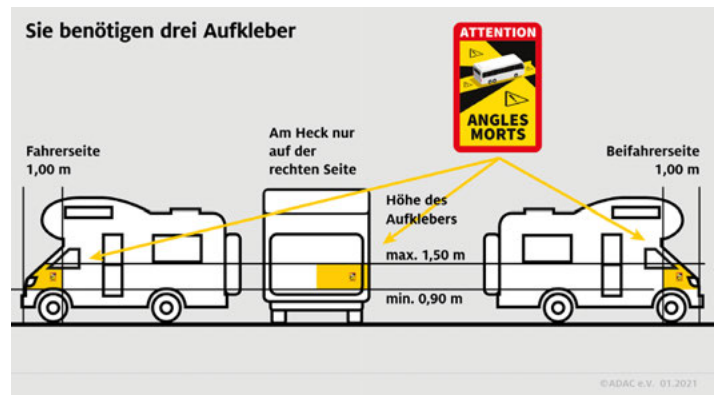 Sie benötigen drei Aufkleber
ATTENTION
ANGLES
MORTS
Fahrerseite
1,00 m
Am Heck nur
auf der
rechten Seite
Beifahrerseite
1,00 m
Höhe des
Aufklebers
max. 1,50 m
min. 0,90 m
©ADAC e.V. 01.2021